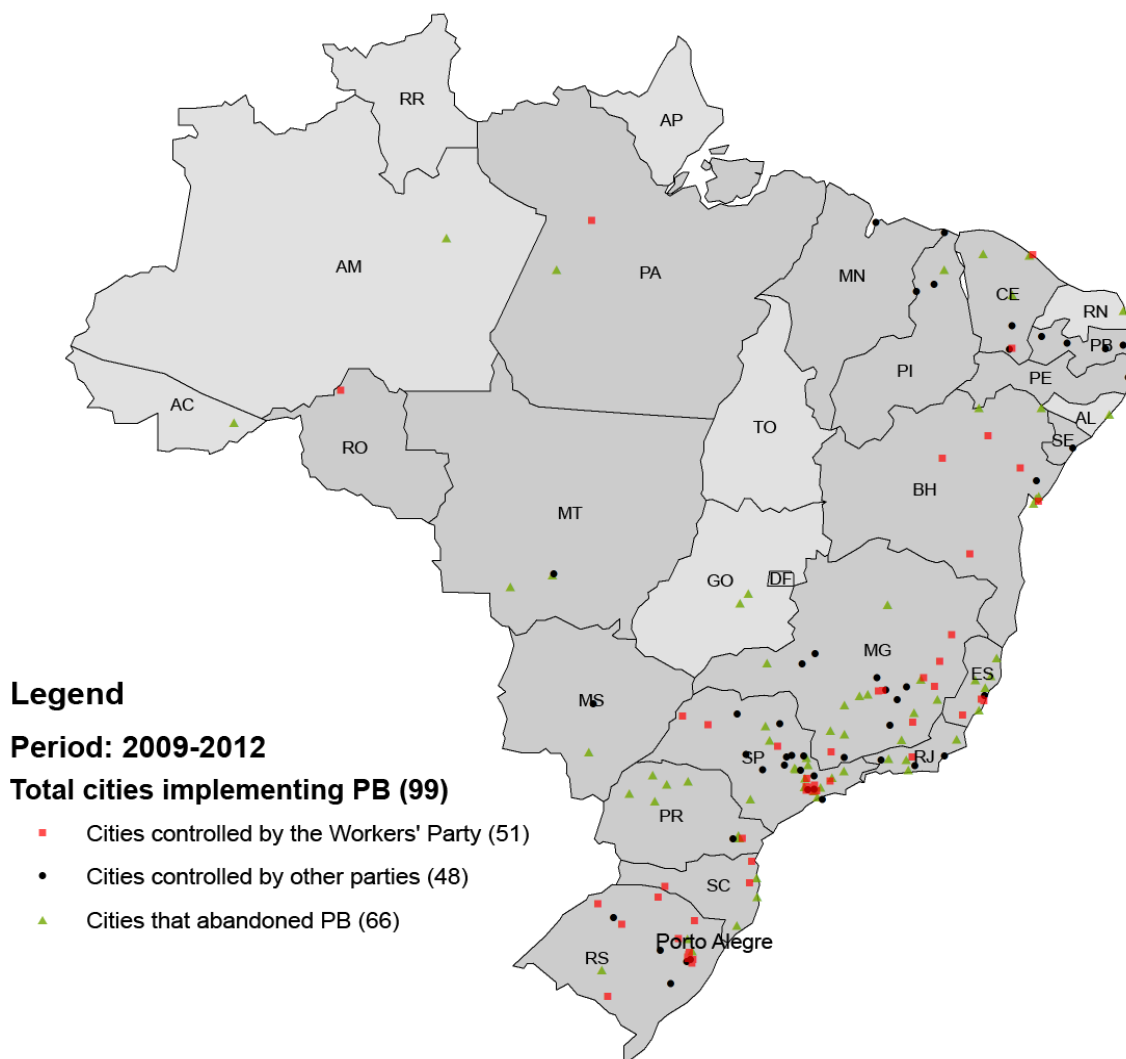 RR
AP
AM
PA
MN
CE
RN
PB
PI
PE
AC
AL
TO
SE
RO
BH
MT
GO
DF
MG
ES
MS
Legend
Period: 2009-2012
SP
RJ
Total cities implementing PB (99)
PR
Cities controlled by the Workers' Party (51)
Cities controlled by other parties (48)
SC
Cities that abandoned PB (66)
Porto Alegre
RS